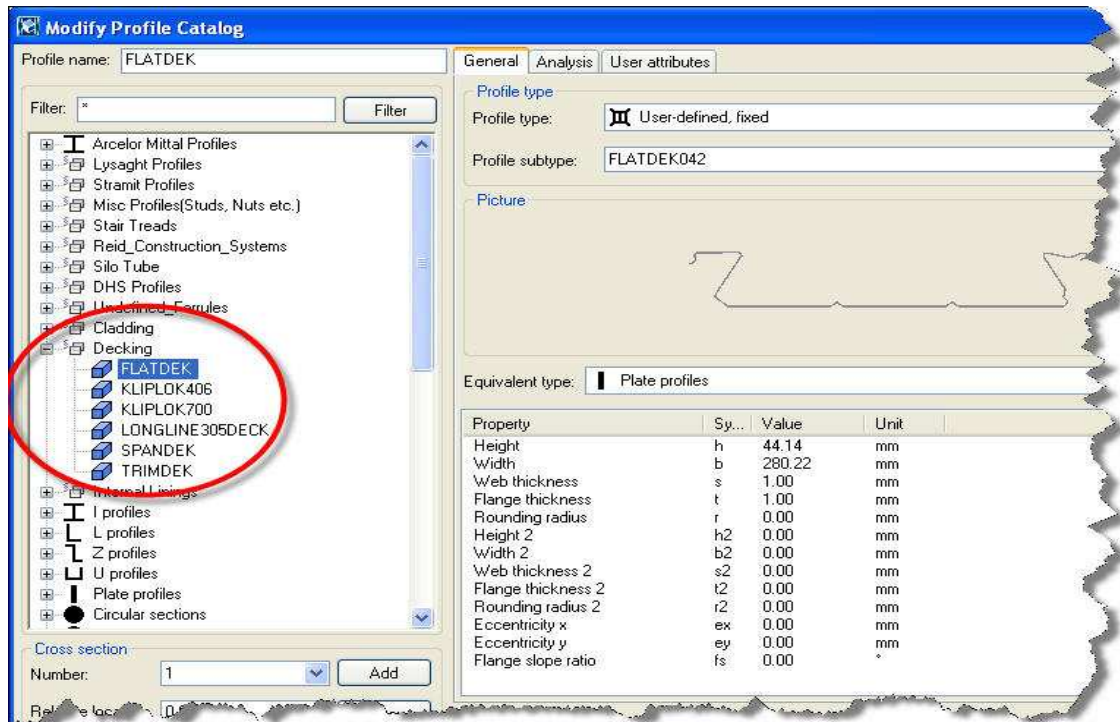 Modify Profile Catalog
Profile name: FLATDEK
Filter: * Filter
Arcelor Mittal Profiles
Lysaght Profiles
Stramit Profiles
Misc Profiles(Studs, Nuts etc.)
Stair Treads
Reid_Construction_Systems
Silo Tube
DHS Profiles
Undefined_Ferrules
Cladding
Decking
FLATDEK
KLIPLOK406
KLIPLOK700
LONGLINE305DECK
SPANDEK
TRIMDEK
Internal Linings
I profiles
L profiles
Z profiles
U profiles
Plate profiles
Circular sections
Cross section
Number: 1 Add
General Analysis User attributes
Profile type
Profile type: User-defined, fixed
Profile subtype: FLATDEK042
Picture
Equivalent type: Plate profiles
Property Sy... Value Unit
Height h 44.14 mm
Width b 280.22 mm
Web thickness s 1.00 mm
Flange thickness t 1.00 mm
Rounding radius r 0.00 mm
Height 2 h2 0.00 mm
Width 2 b2 0.00 mm
Web thickness 2 s2 0.00 mm
Flange thickness 2 t2 0.00 mm
Rounding radius 2 r2 0.00 mm
Eccentricity x ex 0.00 mm
Eccentricity y ey 0.00 mm
Flange slope ratio fs 0.00 °